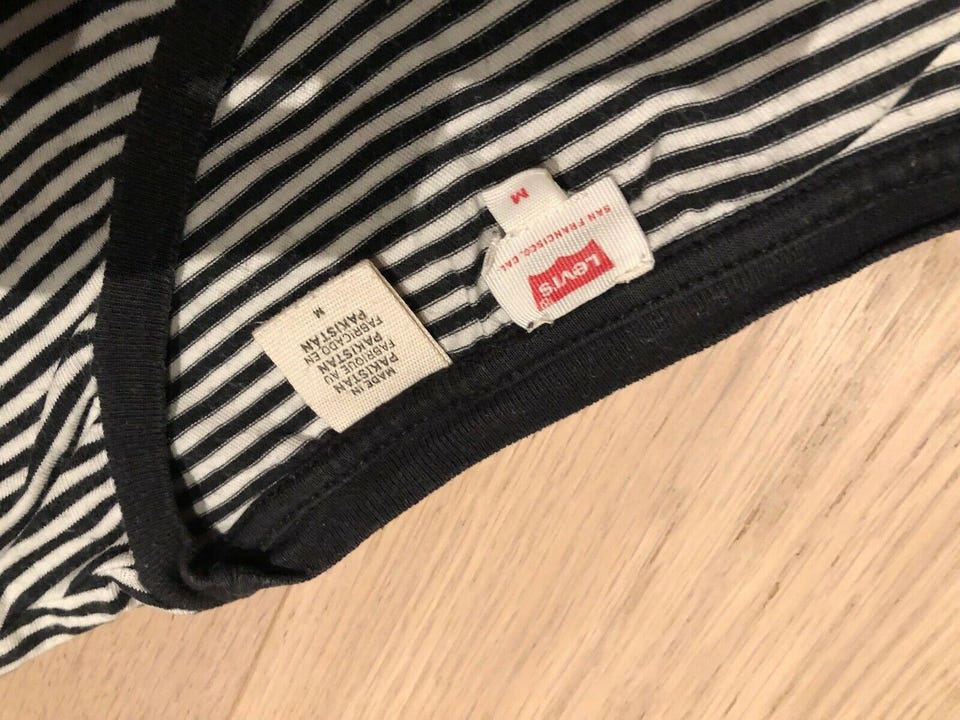 LEVI'S®
SAN FRANCISCO, CAL
M
MADE IN
PAKISTAN
FABRIQUE AU
PAKISTAN
FABRICADO EN
PAKISTAN
M